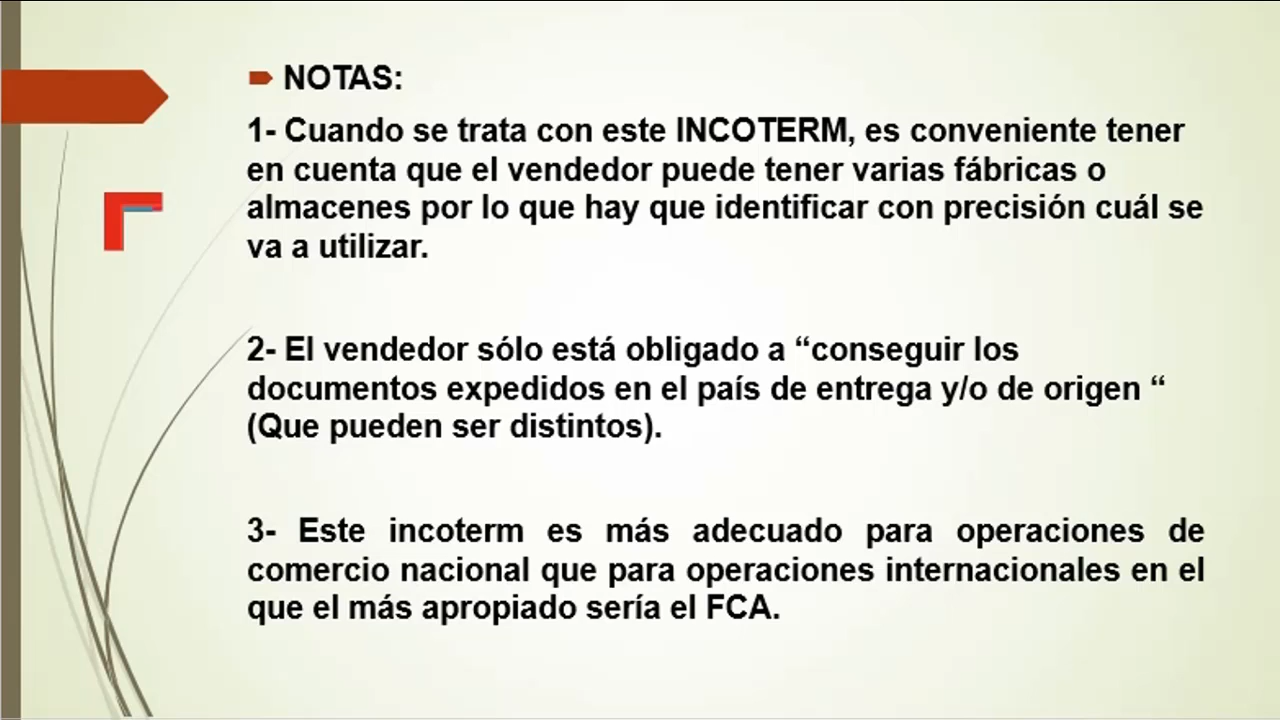 NOTAS:
1- Cuando se trata con este INCOTERM, es conveniente tener
en cuenta que el vendedor puede tener varias fábricas o
almacenes por lo que hay que identificar con precisión cuál se
va a utilizar.
2- El vendedor sólo está obligado a “conseguir los
documentos expedidos en el país de entrega y/o de origen “
(Que pueden ser distintos).
3- Este incoterm es más adecuado para operaciones de
comercio nacional que para operaciones internacionales en el
que el más apropiado sería el FCA.